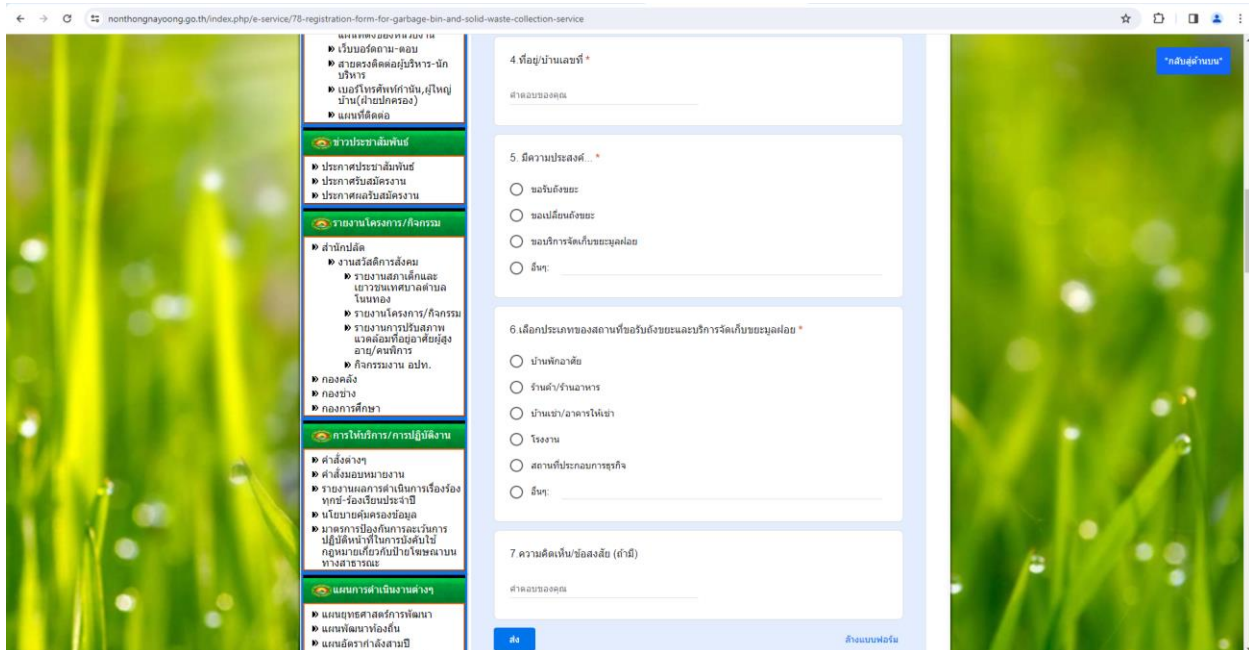 nonthongnayoong.go.th/index.php/e-service/78-registration-form-for-garbage-bin-and-solid-waste-collection-service
"กลับสู่ด้านบน"
แผนที่ตั้งของหน่วยงาน
เว็บบอร์ดถาม-ตอบ
สายตรงติดต่อผู้บริหาร-นัก
บริหาร
เบอร์โทรศัพท์กำนัน,ผู้ใหญ่
บ้าน(ฝ่ายปกครอง)
แผนที่ติดต่อ
ข่าวประชาสัมพันธ์
ประกาศประชาสัมพันธ์
ประกาศรับสมัครงาน
ประกาศผลรับสมัครงาน
รายงานโครงการ/กิจกรรม
สำนักปลัด
งานสวัสดิการสังคม
รายงานสภาเด็กและ
เยาวชนเทศบาลตำบล
โนนทอง
รายงานโครงการ/กิจกรรม
รายงานการปรับสภาพ
แวดล้อมที่อยู่อาศัยผู้สูง
อายุ/คนพิการ
กิจกรรมงาน อปท.
กองคลัง
กองช่าง
กองการศึกษา
การให้บริการ/การปฏิบัติงาน
คำสั่งต่างๆ
คำสั่งมอบหมายงาน
รายงานผลการดำเนินการเรื่องร้อง
ทุกข์-ร้องเรียนประจำปี
นโยบายคุ้มครองข้อมูล
มาตรการป้องกันการละเว้นการ
ปฏิบัติหน้าที่ในการบังคับใช้
กฎหมายเกี่ยวกับป้ายโฆษณาบน
ทางสาธารณะ
แผนการดำเนินงานต่างๆ
แผนยุทธศาสตร์การพัฒนา
แผนพัฒนาท้องถิ่น
แผนอัตรากำลังสามปี
4.ที่อยู่/บ้านเลขที่ *
คำตอบของคุณ
5. มีความประสงค์... *
ขอรับถังขยะ
ขอเปลี่ยนถังขยะ
ขอบริการจัดเก็บขยะมูลฝอย
อื่นๆ:
6.เลือกประเภทของสถานที่ขอรับถังขยะและบริการจัดเก็บขยะมูลฝอย *
บ้านพักอาศัย
ร้านค้า/ร้านอาหาร
บ้านเช่า/อาคารให้เช่า
โรงงาน
สถานที่ประกอบการธุรกิจ
อื่นๆ:
7.ความคิดเห็น/ข้อสงสัย (ถ้ามี)
คำตอบของคุณ
ส่ง
ล้างแบบฟอร์ม